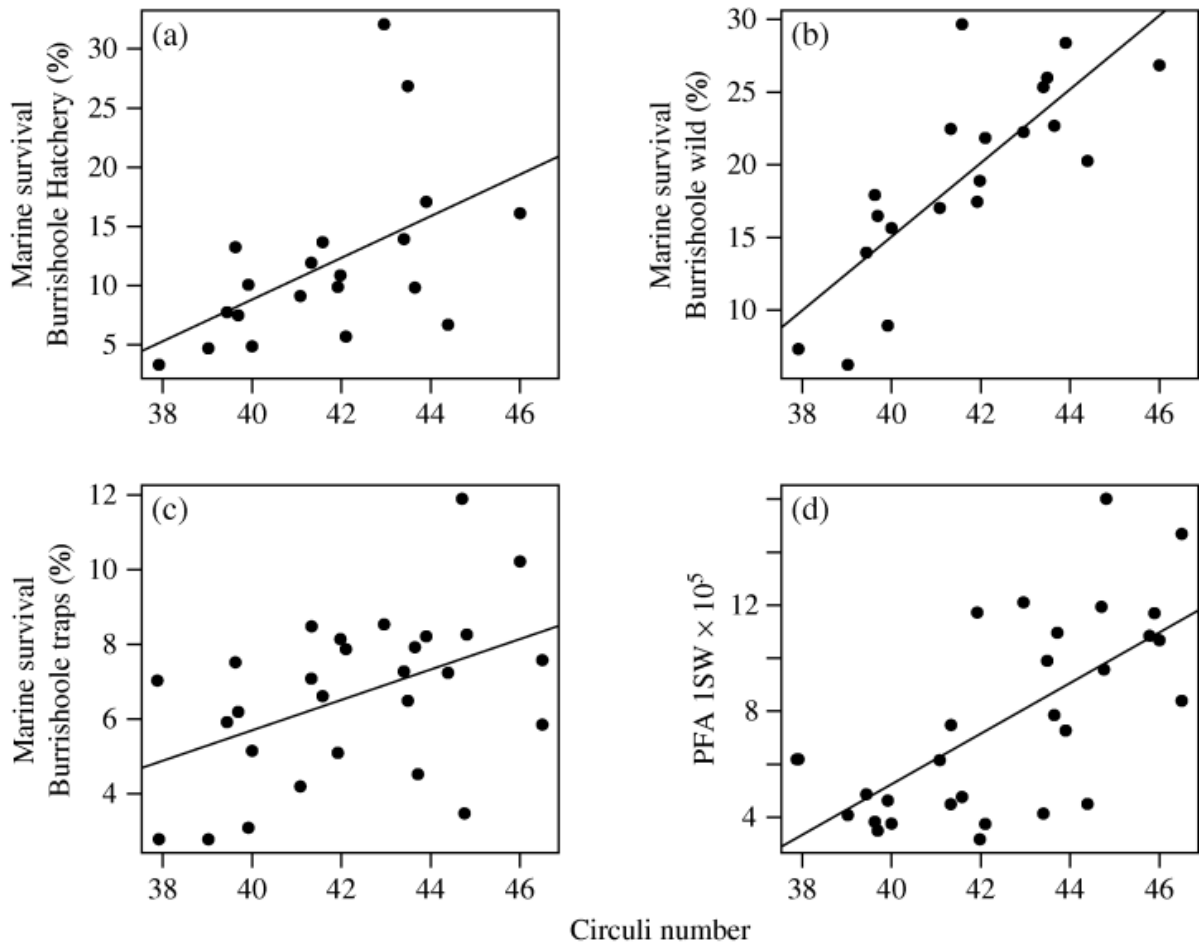 (a)
Marine survival
Burrishoole Hatchery (%)
30
25
20
15
10
5
38 40 42 44 46
(b)
Marine survival
Burrishoole wild (%)
30
25
20
15
10
38 40 42 44 46
(c)
Marine survival
Burrishoole traps (%)
12
10
8
6
4
38 40 42 44 46
(d)
PFA 1SW × 10⁵
12
8
4
38 40 42 44 46
Circuli number